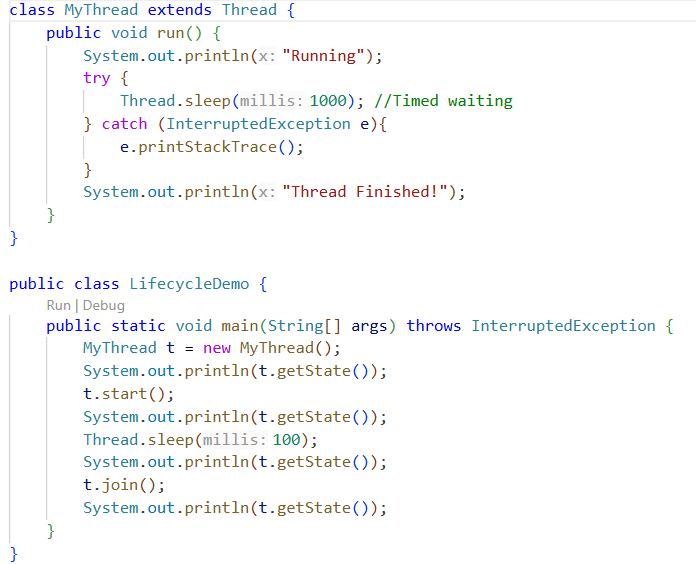 class MyThread extends Thread {
    public void run() {
        System.out.println(x: "Running");
        try {
            Thread.sleep(millis: 1000); //Timed waiting
        } catch (InterruptedException e){
            e.printStackTrace();
        }
        System.out.println(x: "Thread Finished!");
    }
}

public class LifecycleDemo {
    Run | Debug
    public static void main(String[] args) throws InterruptedException {
        MyThread t = new MyThread();
        System.out.println(t.getState());
        t.start();
        System.out.println(t.getState());
        Thread.sleep(millis: 100);
        System.out.println(t.getState());
        t.join();
        System.out.println(t.getState());
    }
}